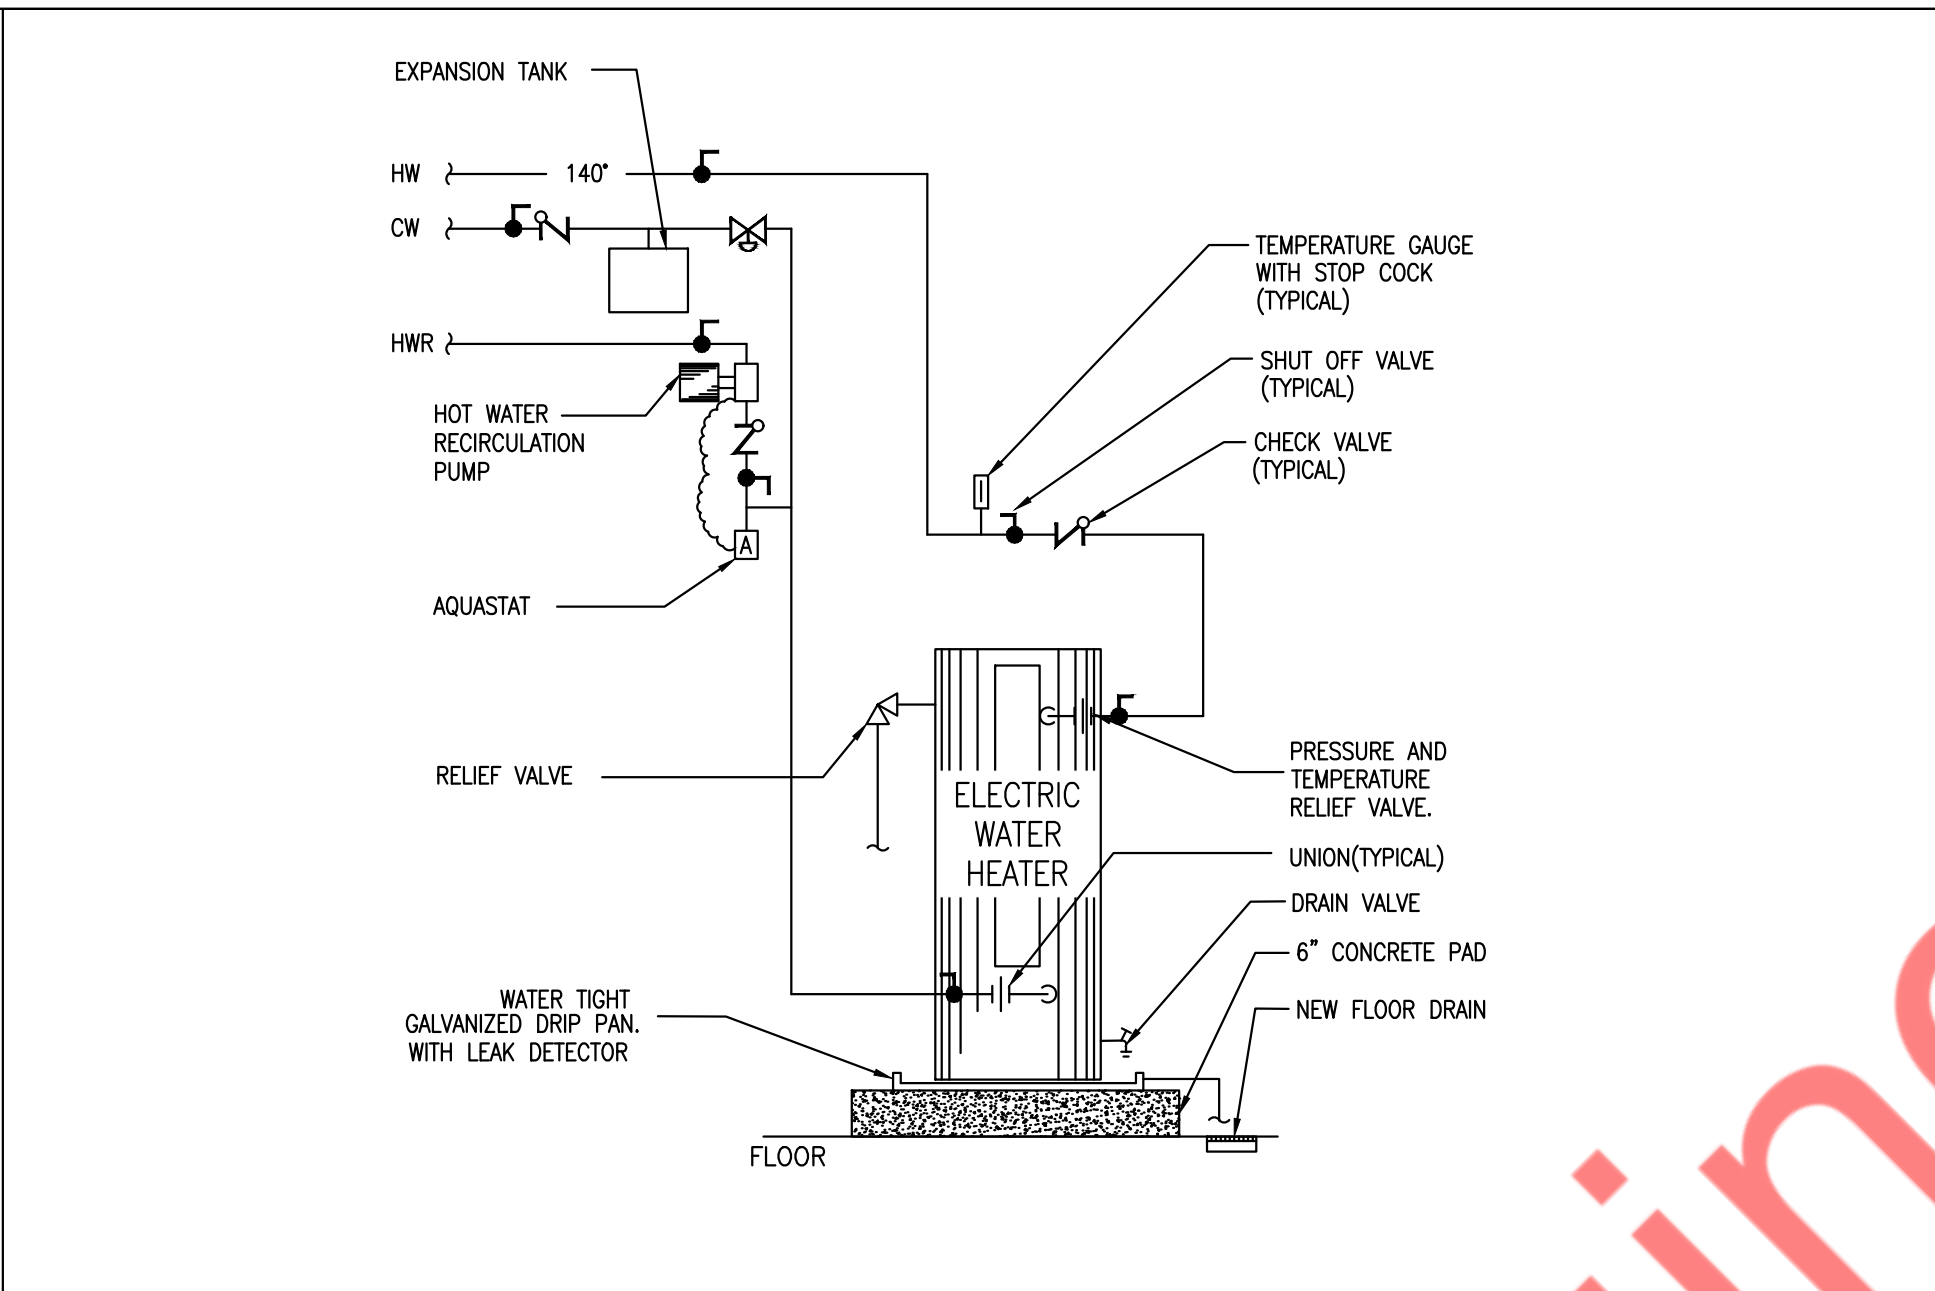 EXPANSION TANK
HW
140°
CW
HWR
HOT WATER
RECIRCULATION
PUMP
A
AQUASTAT
TEMPERATURE GAUGE
WITH STOP COCK
(TYPICAL)
SHUT OFF VALVE
(TYPICAL)
CHECK VALVE
(TYPICAL)
RELIEF VALVE
ELECTRIC
WATER
HEATER
PRESSURE AND
TEMPERATURE
RELIEF VALVE.
UNION(TYPICAL)
DRAIN VALVE
6" CONCRETE PAD
NEW FLOOR DRAIN
WATER TIGHT
GALVANIZED DRIP PAN.
WITH LEAK DETECTOR
FLOOR